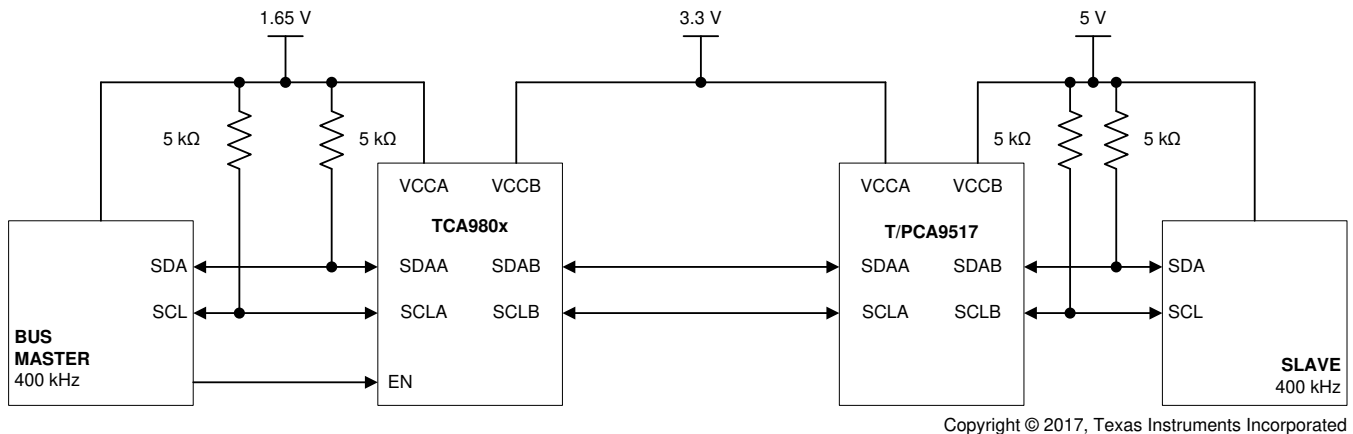 1.65 V
3.3 V
5 V
5 kΩ
5 kΩ
5 kΩ
5 kΩ
VCCA VCCB
VCCA VCCB
TCA980x
T/PCA9517
SDA
SDAA SDAB
SDAA SDAB
SDA
SCL
SCLA SCLB
SCLA SCLB
SCL
BUS
MASTER
400 kHz
EN
SLAVE
400 kHz
Copyright © 2017, Texas Instruments Incorporated